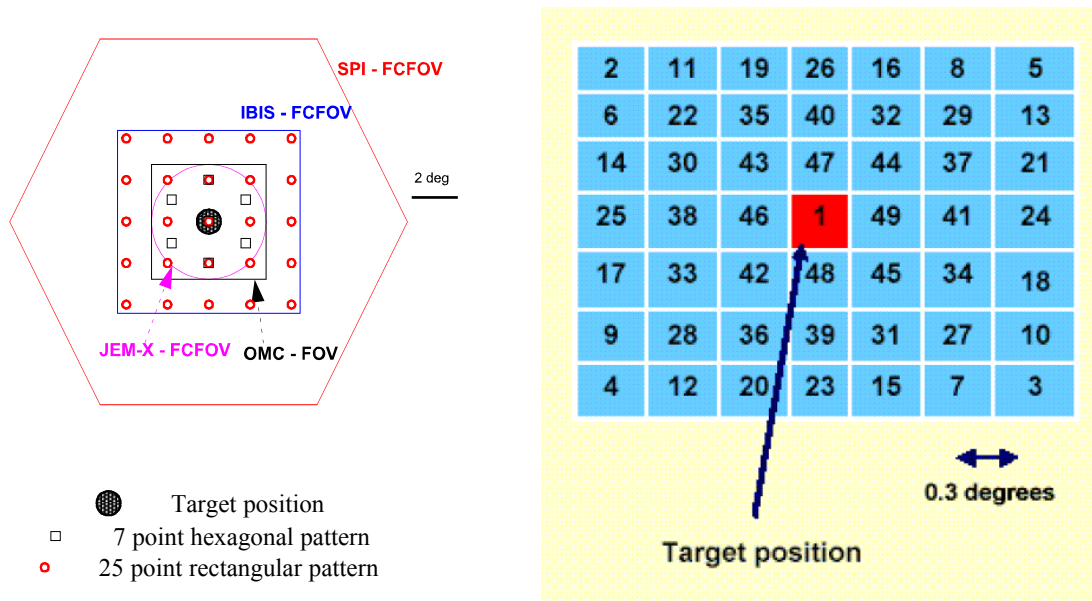 SPI - FCFOV
IBIS - FCFOV
2 deg
JEM-X - FCFOV
OMC - FOV
Target position
7 point hexagonal pattern
25 point rectangular pattern
2 11 19 26 16 8 5
6 22 35 40 32 29 13
14 30 43 47 44 37 21
25 38 46 1 49 41 24
17 33 42 48 45 34 18
9 28 36 39 31 27 10
4 12 20 23 15 7 3
0.3 degrees
Target position